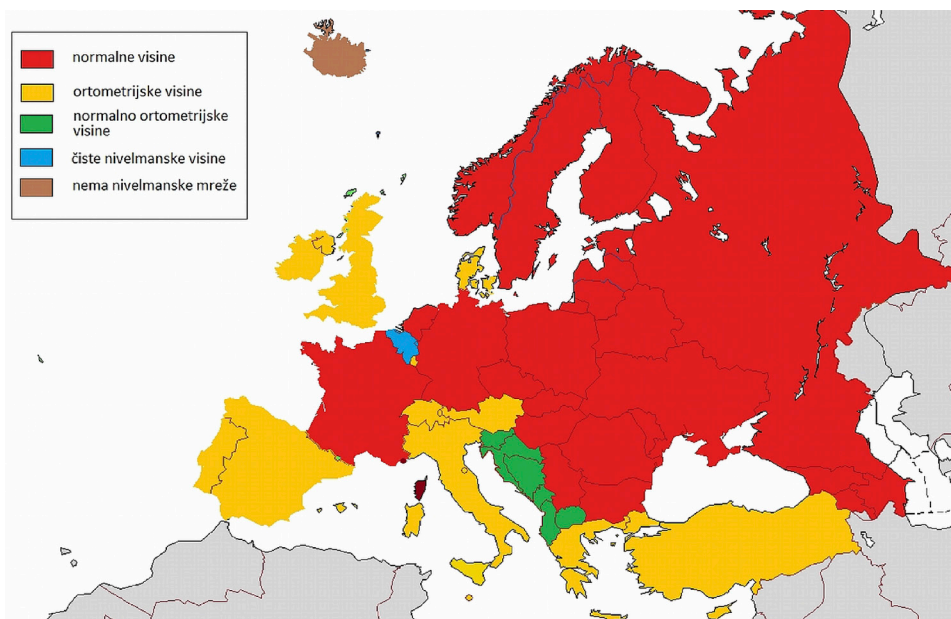 normalne visine
ortometrijske visine
normalno ortometrijske
visine
čiste nivelmanske visine
nema nivelmanske mreže